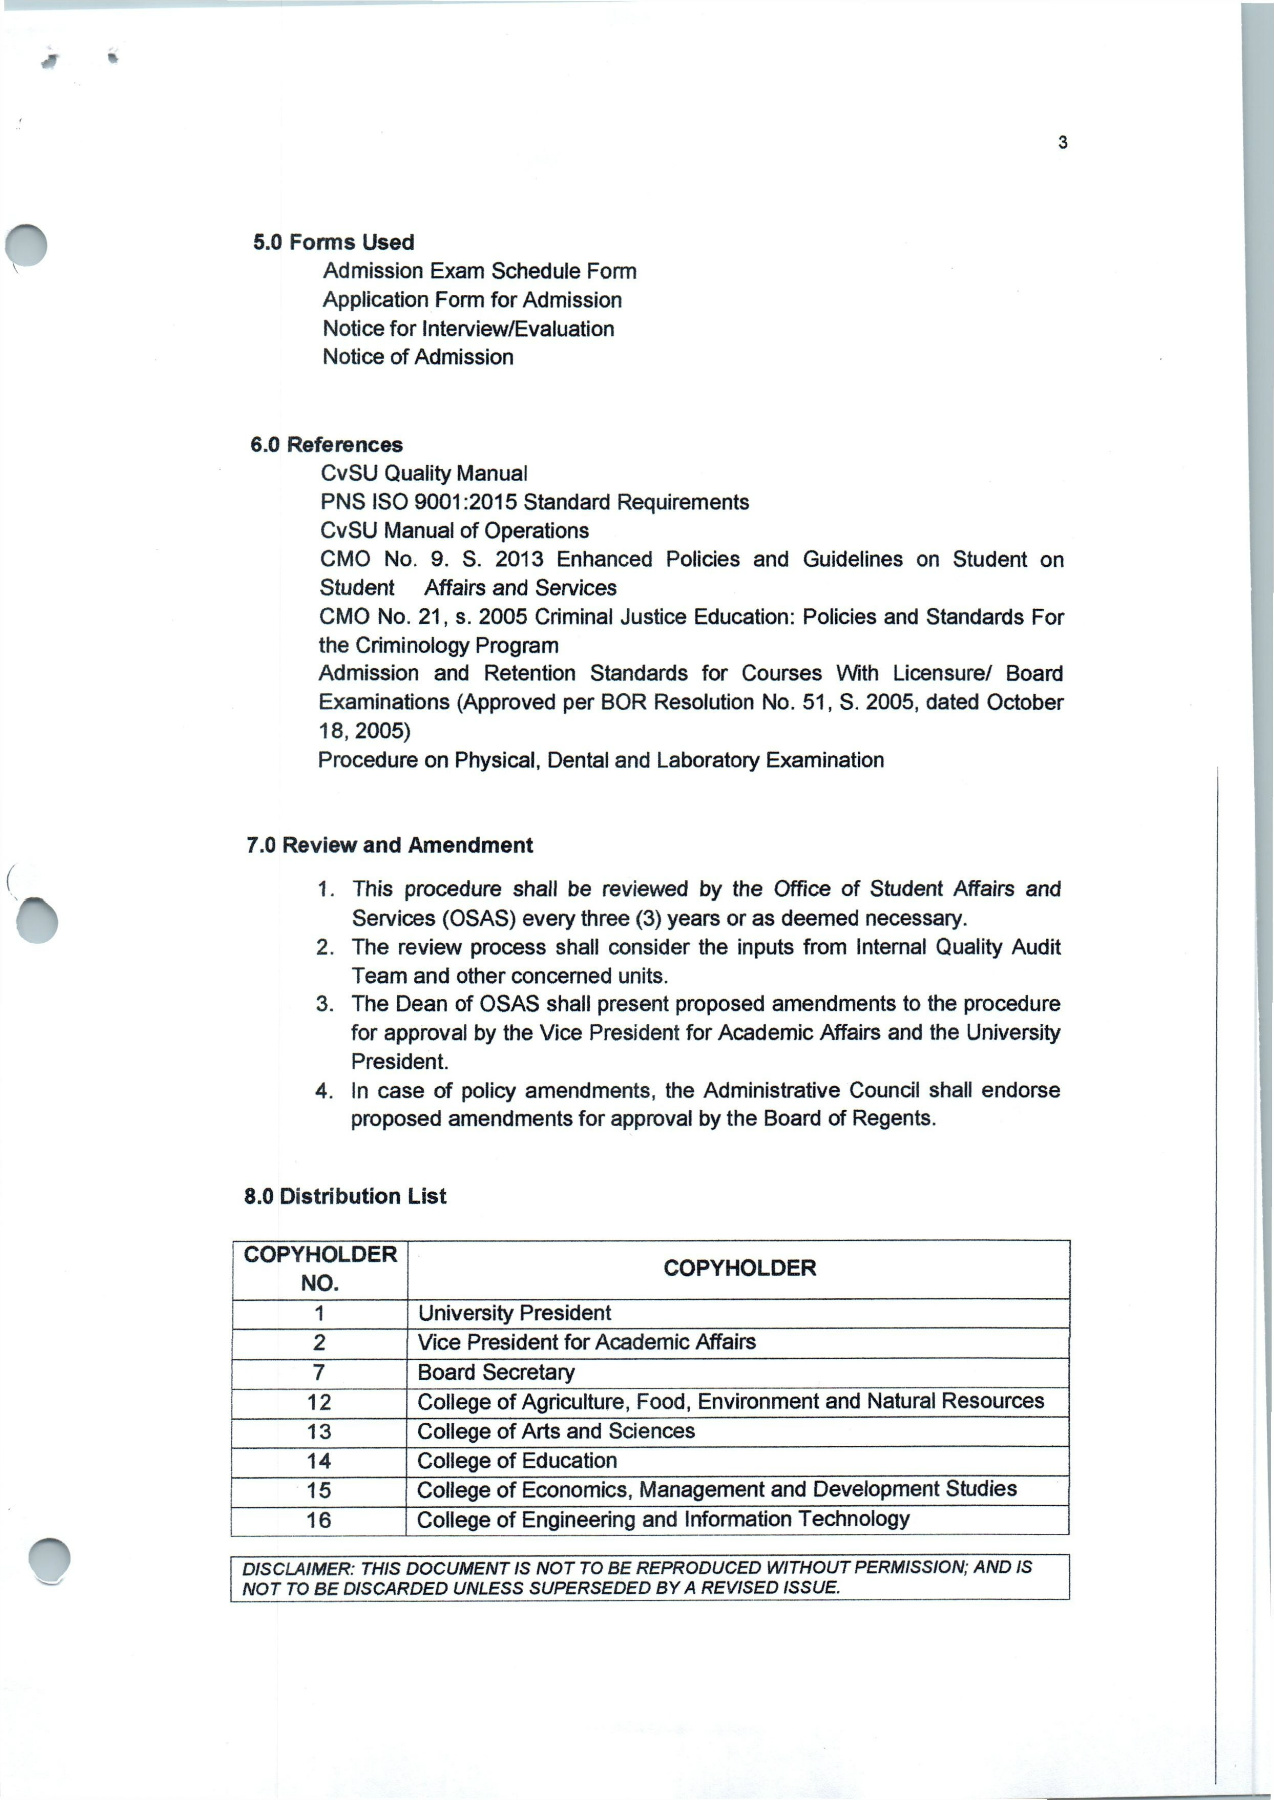 3
5.0 Forms Used
Admission Exam Schedule Form
Application Form for Admission
Notice for Interview/Evaluation
Notice of Admission
6.0 References
CvSU Quality Manual
PNS ISO 9001:2015 Standard Requirements
CvSU Manual of Operations
CMO No. 9. S. 2013 Enhanced Policies and Guidelines on Student on
Student Affairs and Services
CMO No. 21, s. 2005 Criminal Justice Education: Policies and Standards For
the Criminology Program
Admission and Retention Standards for Courses With Licensure/ Board
Examinations (Approved per BOR Resolution No. 51, S. 2005, dated October
18, 2005)
Procedure on Physical, Dental and Laboratory Examination
7.0 Review and Amendment
1. This procedure shall be reviewed by the Office of Student Affairs and
Services (OSAS) every three (3) years or as deemed necessary.
2. The review process shall consider the inputs from Internal Quality Audit
Team and other concerned units.
3. The Dean of OSAS shall present proposed amendments to the procedure
for approval by the Vice President for Academic Affairs and the University
President.
4. In case of policy amendments, the Administrative Council shall endorse
proposed amendments for approval by the Board of Regents.
8.0 Distribution List
COPYHOLDER
NO.
COPYHOLDER
1 University President
2 Vice President for Academic Affairs
7 Board Secretary
12 College of Agriculture, Food, Environment and Natural Resources
13 College of Arts and Sciences
14 College of Education
15 College of Economics, Management and Development Studies
16 College of Engineering and Information Technology
DISCLAIMER: THIS DOCUMENT IS NOT TO BE REPRODUCED WITHOUT PERMISSION; AND IS
NOT TO BE DISCARDED UNLESS SUPERSEDED BY A REVISED ISSUE.